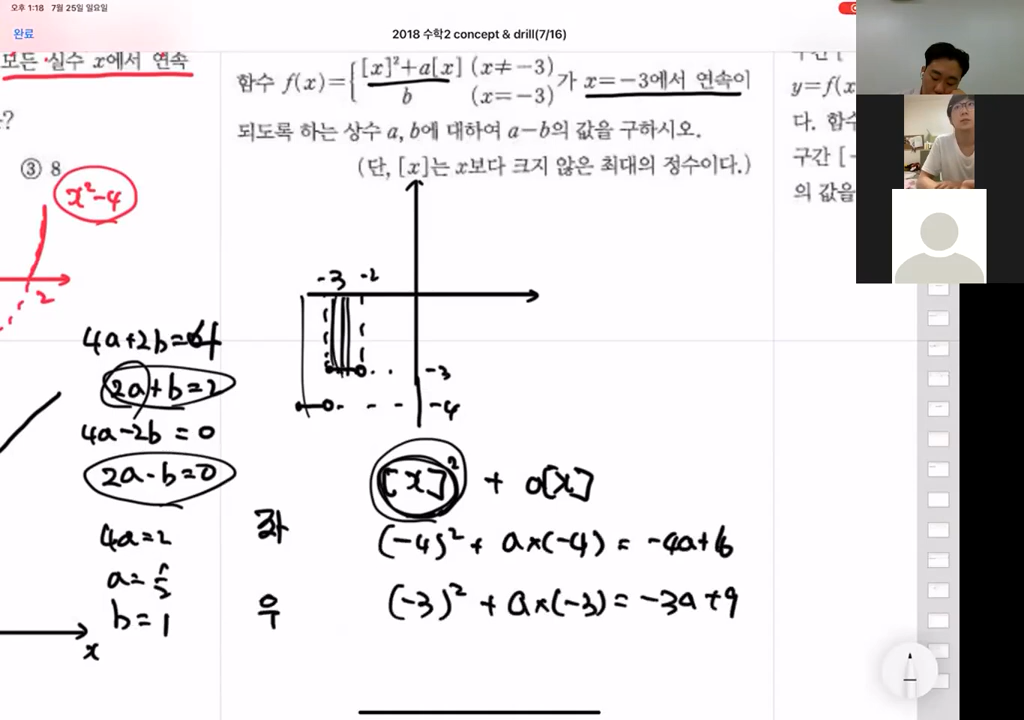 오후 1:18 7월 25일 일요일
완료
2018 수학2 concept & drill(7/16)
모든 실수 x에서 연속
?
③ 8
x²-4
2
4a+2b=4
2a+b=2
4a-2b=0
2a-b=0
4a=2
a=1/2
b=1
x
함수 f(x)={[x]²+a[x] (x≠-3)
b (x=-3)
가 x=-3에서 연속이
되도록 하는 상수 a, b에 대하여 a-b의 값을 구하시오.
(단, [x]는 x보다 크지 않은 최대의 정수이다.)
-3 -2
-3
-4
[x]² + a[x]
좌 (-4)² + a×(-4) = -4a+16
우 (-3)² + a×(-3) = -3a+9
구간 [
y=f(x
다. 함수
구간 [-
의 값을